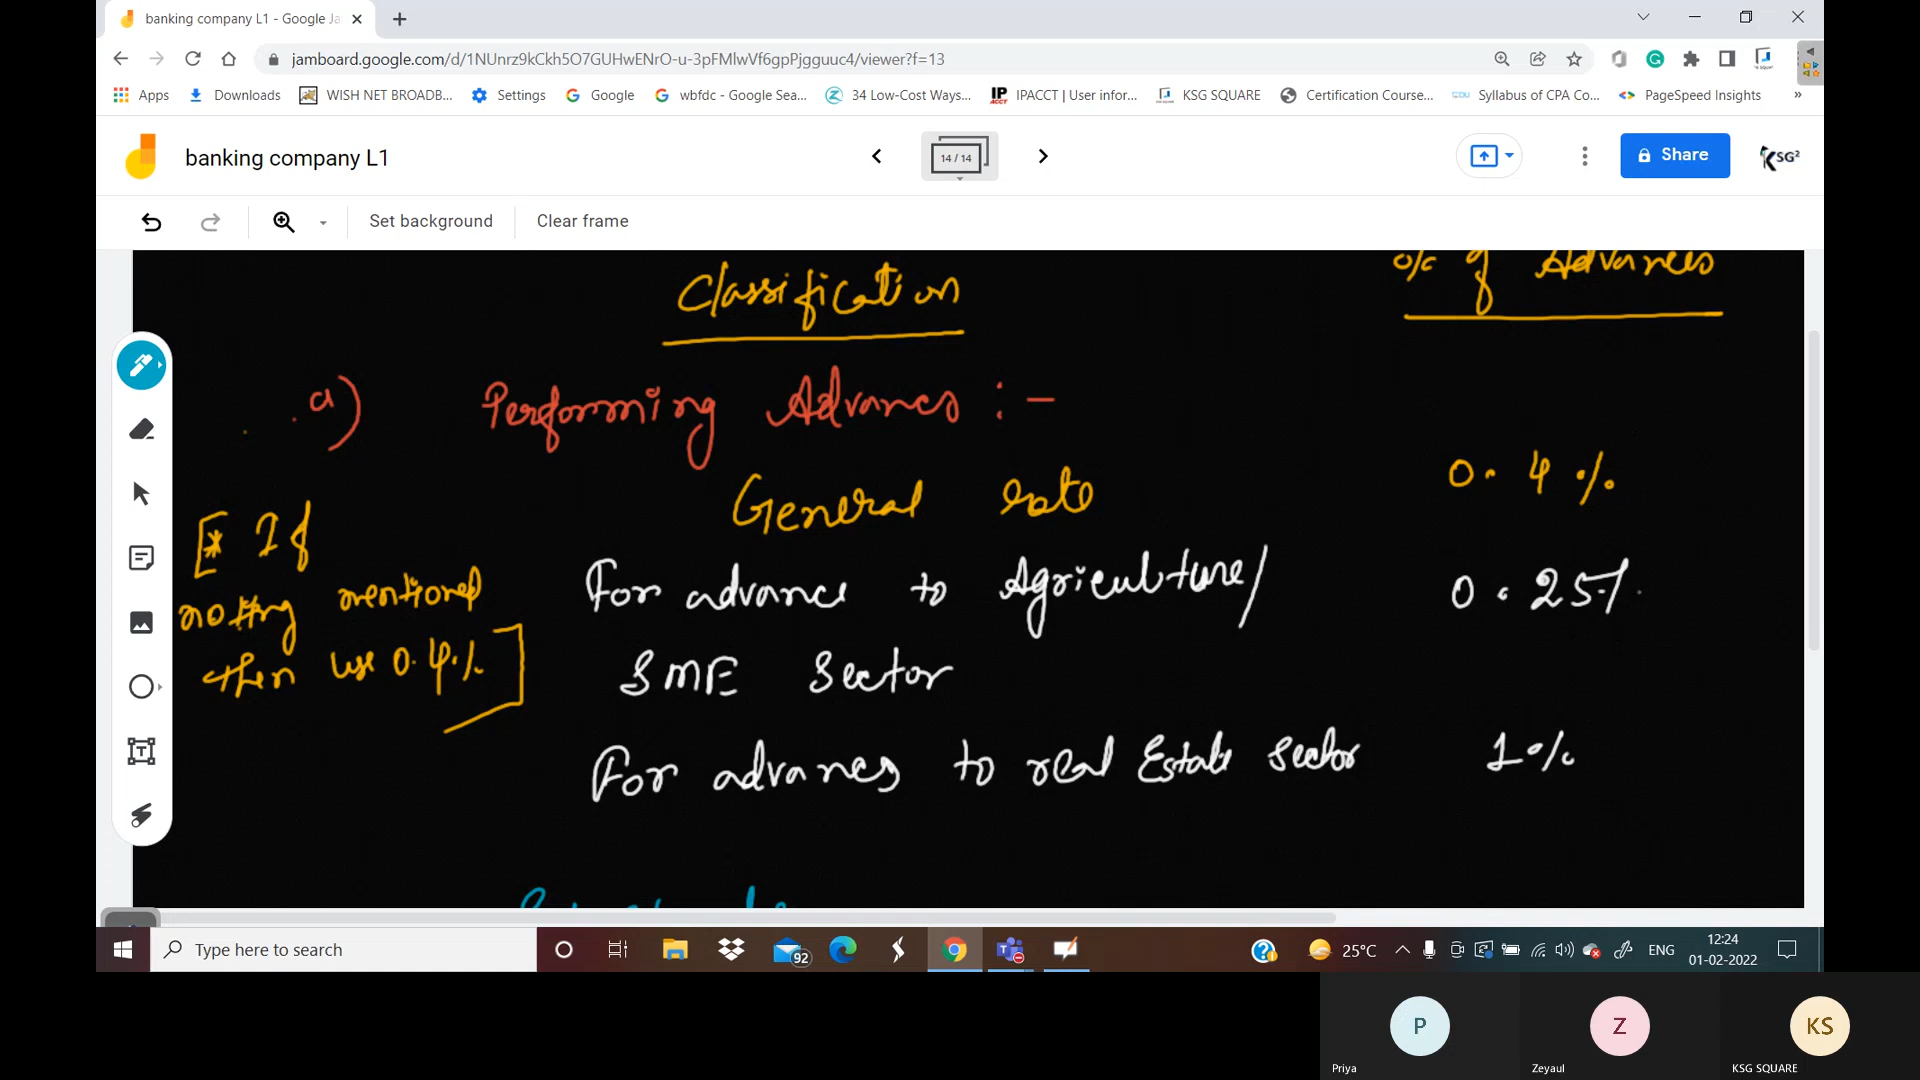 banking company L1 - Google Ja
jamboard.google.com/d/1NUnrz9kCkh5O7GUHwENrO-u-3pFMlwVf6gpPjgguuc4/viewer?f=13
Apps Downloads WISH NET BROADB... Settings Google wbfdc - Google Sea... 34 Low-Cost Ways... IPACCT | User infor... KSG SQUARE Certification Course... Syllabus of CPA Co... PageSpeed Insights »
banking company L1
14 / 14
Share
KSG²
Set background Clear frame
Classification
% of Advances
a) Performing Advances : -
General rate 0.4%
[* If
nothing mentioned
then use 0.4%]
For advance to Agriculture/ 0.25%
SME Sector
For advances to real Estate Sector 1%
Type here to search
92
25°C
ENG
12:24
01-02-2022
P
Z
KS
Priya
Zeyaul
KSG SQUARE